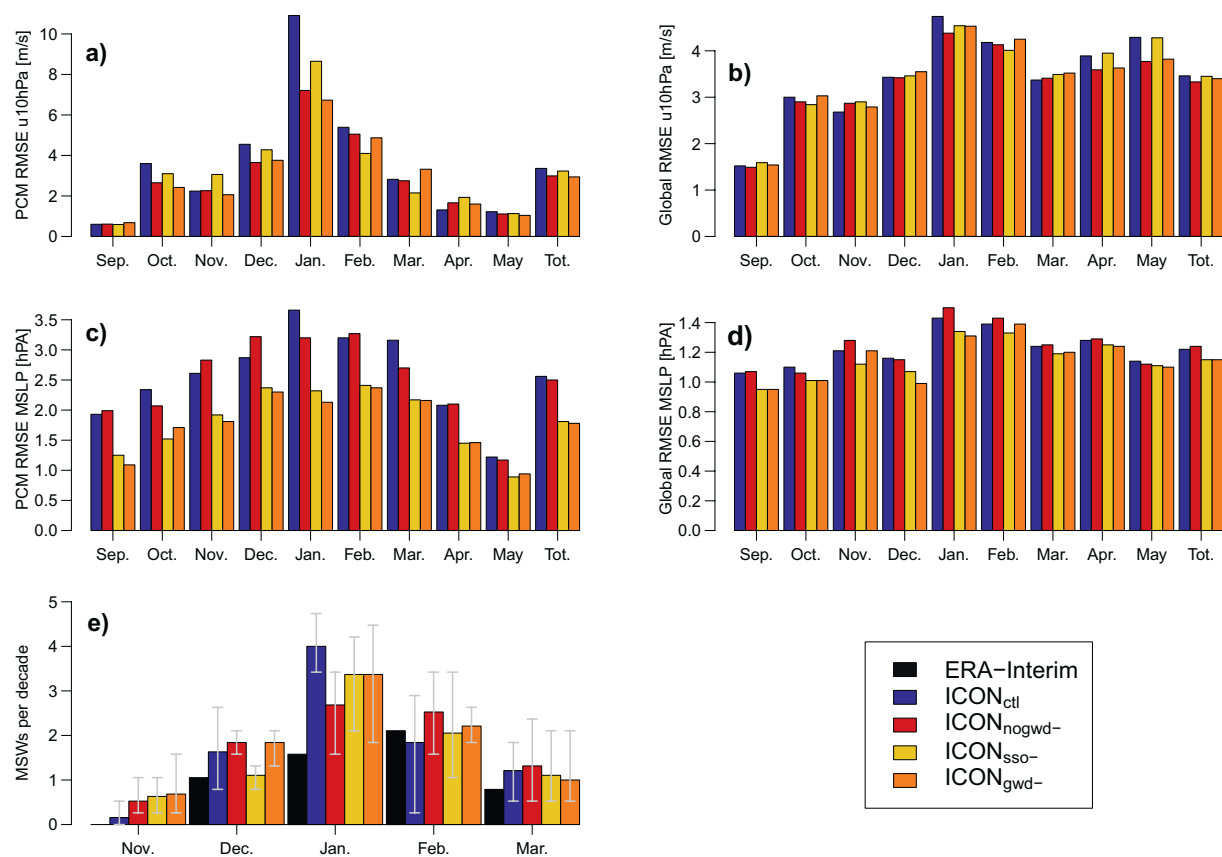 a)
PCM RMSE u10hPa [m/s]
10
8
6
4
2
0
Sep. Oct. Nov. Dec. Jan. Feb. Mar. Apr. May Tot.
b)
Global RMSE u10hPa [m/s]
4
3
2
1
0
Sep. Oct. Nov. Dec. Jan. Feb. Mar. Apr. May Tot.
c)
PCM RMSE MSLP [hPA]
3.5
3.0
2.5
2.0
1.5
1.0
0.5
0.0
Sep. Oct. Nov. Dec. Jan. Feb. Mar. Apr. May Tot.
d)
Global RMSE MSLP [hPA]
1.4
1.2
1.0
0.8
0.6
0.4
0.2
0.0
Sep. Oct. Nov. Dec. Jan. Feb. Mar. Apr. May Tot.
e)
MSWs per decade
5
4
3
2
1
0
Nov. Dec. Jan. Feb. Mar.
ERA−Interim
ICONctl
ICONnogwd−
ICONsso−
ICONgwd−